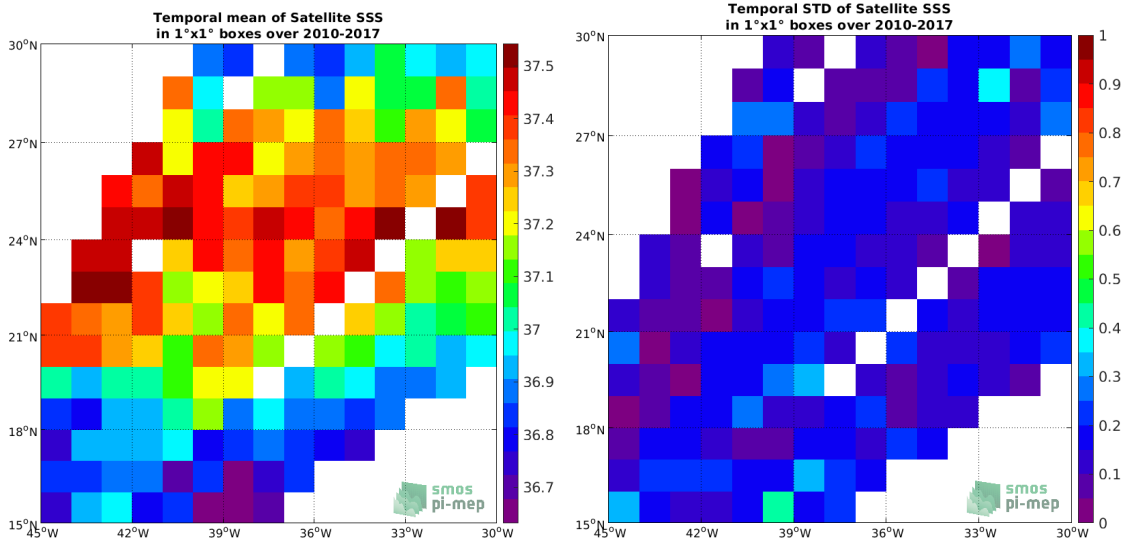 Temporal mean of Satellite SSS
in 1°x1° boxes over 2010-2017
30°N
27°N
24°N
21°N
18°N
15°N
45°W
42°W
39°W
36°W
33°W
30°W
37.5
37.4
37.3
37.2
37.1
37
36.9
36.8
36.7
smos
pi-mep
Temporal STD of Satellite SSS
in 1°x1° boxes over 2010-2017
30°N
27°N
24°N
21°N
18°N
15°N
45°W
42°W
39°W
36°W
33°W
30°W
1
0.9
0.8
0.7
0.6
0.5
0.4
0.3
0.2
0.1
0
smos
pi-mep